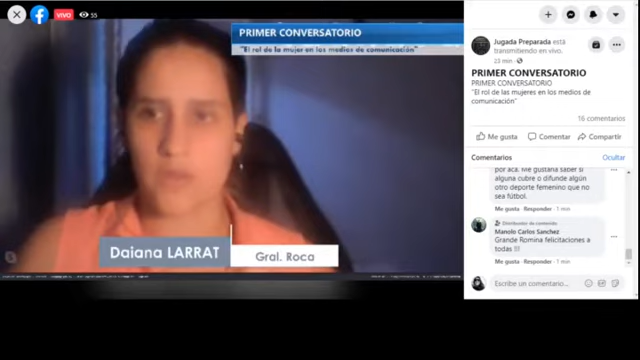 VIVO
55
PRIMER CONVERSATORIO
"El rol de la mujer en los medios de comunicación"
Daiana LARRAT
Gral. Roca
Jugada Preparada está
transmitiendo en vivo.
23 min ·
PRIMER CONVERSATORIO
PRIMER CONVERSATORIO
"El rol de las mujeres en los medios de
comunicación"
16 comentarios
Me gusta
Comentar
Compartir
Comentarios
Ocultar
por aca. Me gustaria saber si
alguna cubre o difunde algún
otro deporte femenino que no
sea fútbol.
Me gusta · Responder · 1 min
Distribuidor de contenido
Manolo Carlos Sanchez
Grande Romina felicitaciones a
todas !!!
Me gusta · Responder · 1 min
Escribe un comentario...